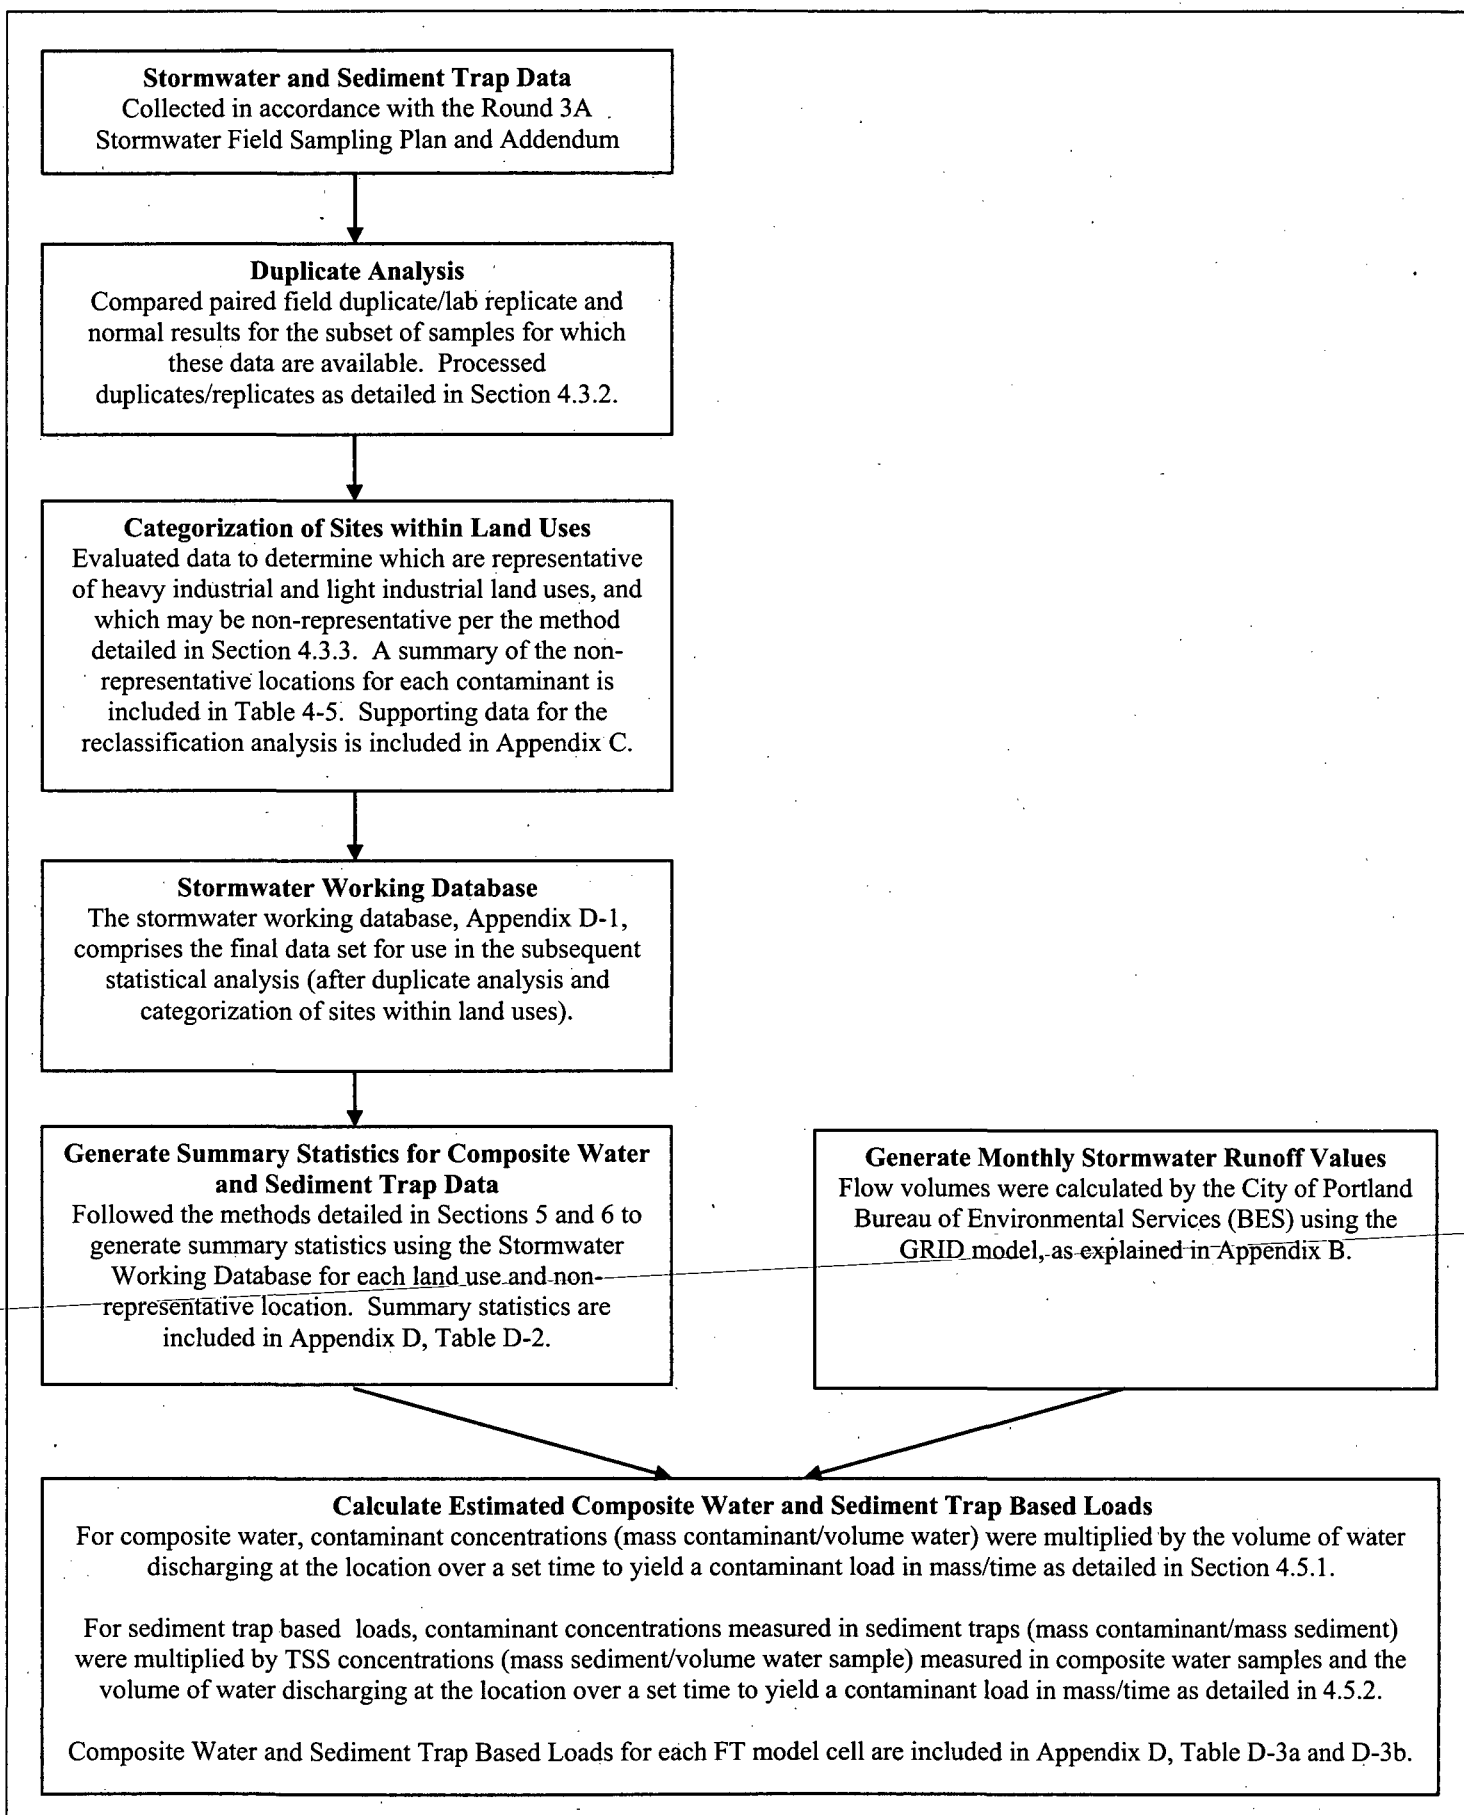 Stormwater and Sediment Trap Data
Collected in accordance with the Round 3A
Stormwater Field Sampling Plan and Addendum
Duplicate Analysis
Compared paired field duplicate/lab replicate and
normal results for the subset of samples for which
these data are available. Processed
duplicates/replicates as detailed in Section 4.3.2.
Categorization of Sites within Land Uses
Evaluated data to determine which are representative
of heavy industrial and light industrial land uses, and
which may be non-representative per the method
detailed in Section 4.3.3. A summary of the non-
representative locations for each contaminant is
included in Table 4-5. Supporting data for the
reclassification analysis is included in Appendix C.
Stormwater Working Database
The stormwater working database, Appendix D-1,
comprises the final data set for use in the subsequent
statistical analysis (after duplicate analysis and
categorization of sites within land uses).
Generate Summary Statistics for Composite Water
and Sediment Trap Data
Followed the methods detailed in Sections 5 and 6 to
generate summary statistics using the Stormwater
Working Database for each land use and non-
representative location. Summary statistics are
included in Appendix D, Table D-2.
Generate Monthly Stormwater Runoff Values
Flow volumes were calculated by the City of Portland
Bureau of Environmental Services (BES) using the
GRID model, as explained in Appendix B.
Calculate Estimated Composite Water and Sediment Trap Based Loads
For composite water, contaminant concentrations (mass contaminant/volume water) were multiplied by the volume of water
discharging at the location over a set time to yield a contaminant load in mass/time as detailed in Section 4.5.1.
For sediment trap based loads, contaminant concentrations measured in sediment traps (mass contaminant/mass sediment)
were multiplied by TSS concentrations (mass sediment/volume water sample) measured in composite water samples and the
volume of water discharging at the location over a set time to yield a contaminant load in mass/time as detailed in 4.5.2.
Composite Water and Sediment Trap Based Loads for each FT model cell are included in Appendix D, Table D-3a and D-3b.